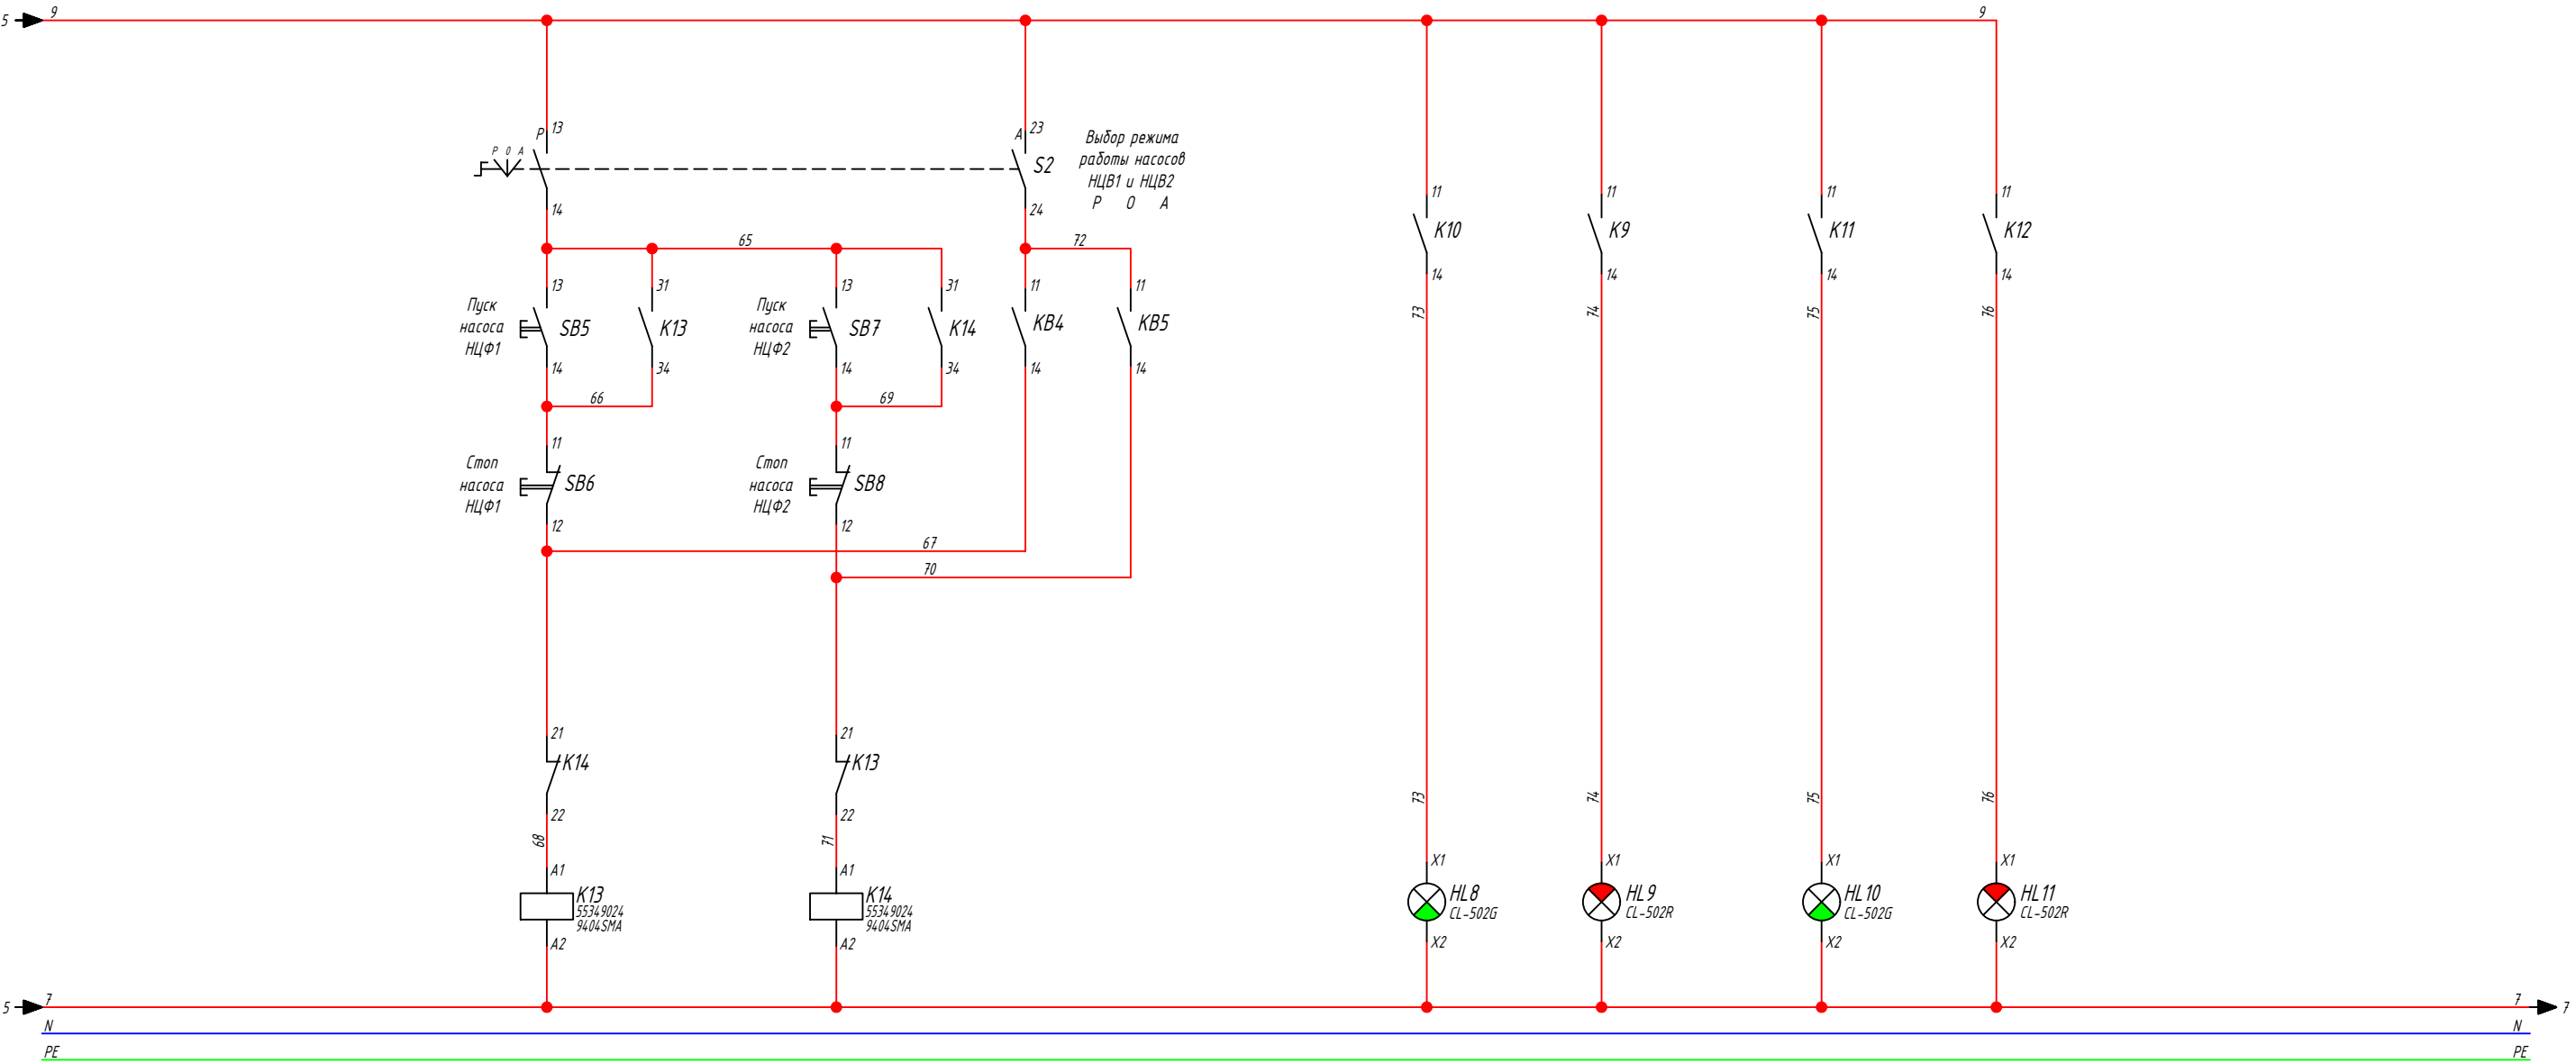 5
9
9
P
13
A
23
P O A
S2
Выбор режима
работы насосов
НЦВ1 и НЦВ2
Р О А
14
24
11
11
11
11
K10
K9
K11
K12
14
14
14
14
65
72
13
31
13
31
11
11
Пуск
насоса
НЦФ1
SB5
K13
Пуск
насоса
НЦФ2
SB7
K14
KB4
KB5
14
34
14
34
14
14
73
74
75
76
66
69
11
11
Стоп
насоса
НЦФ1
SB6
Стоп
насоса
НЦФ2
SB8
12
12
67
70
21
21
K14
K13
22
22
68
71
73
74
75
76
A1
A1
X1
X1
X1
X1
K13
55349024
9404SMA
K14
55349024
9404SMA
HL8
CL-502G
HL9
CL-502R
HL10
CL-502G
HL11
CL-502R
A2
A2
X2
X2
X2
X2
5
7
7
7
N
N
PE
PE